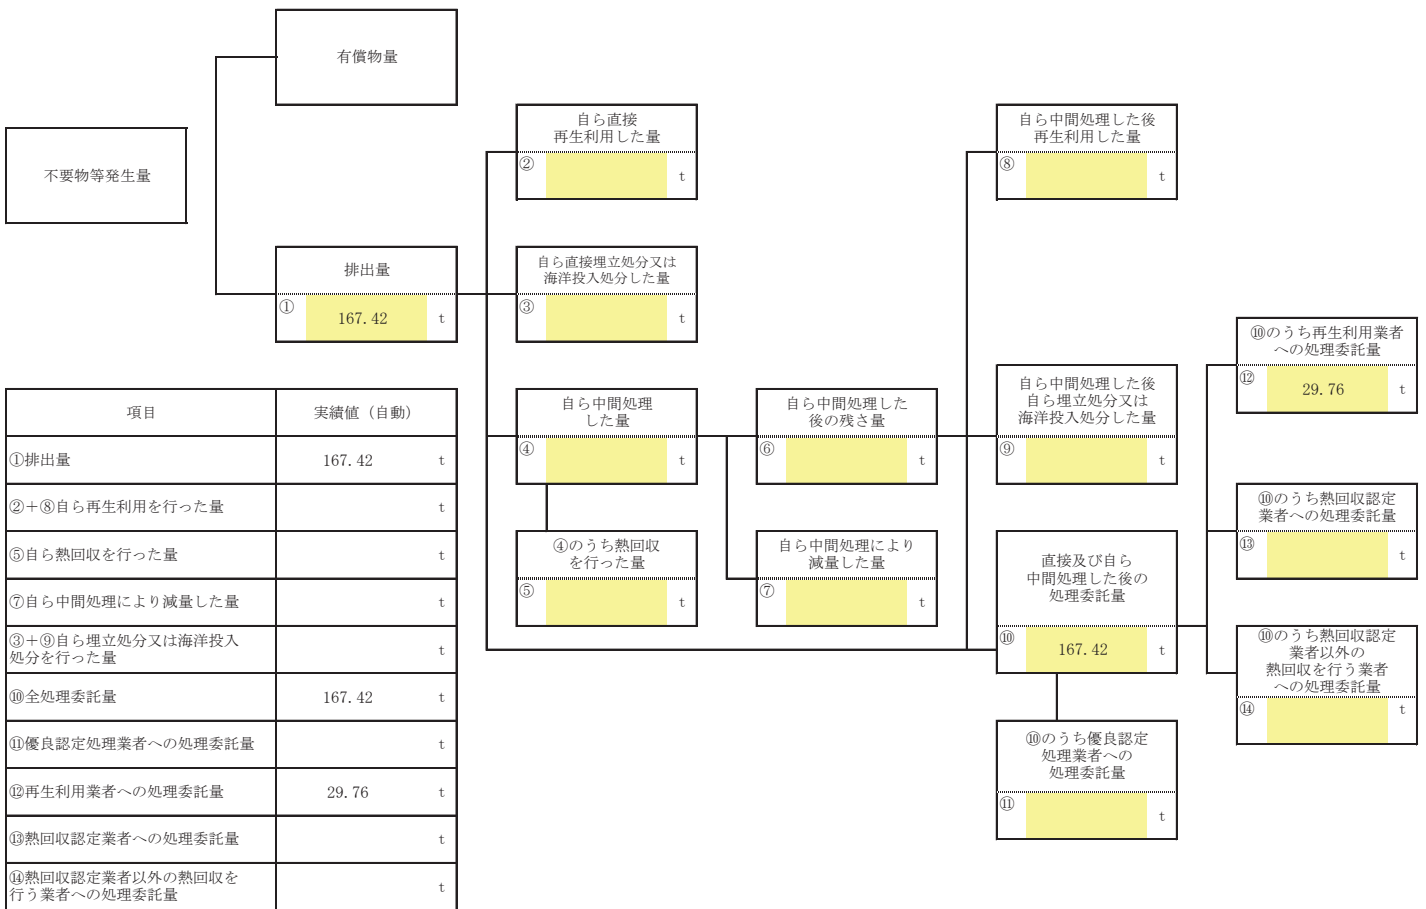 有償物量
不要物等発生量
排出量
①
167.42
t
自ら直接
再生利用した量
②
t
自ら直接埋立処分又は
海洋投入処分した量
③
t
自ら中間処理
した量
④
t
④のうち熱回収
を行った量
⑤
t
自ら中間処理した
後の残さ量
⑥
t
自ら中間処理により
減量した量
⑦
t
自ら中間処理した後
再生利用した量
⑧
t
自ら中間処理した後
自ら埋立処分又は
海洋投入処分した量
⑨
t
直接及び自ら
中間処理した後の
処理委託量
⑩
167.42
t
⑩のうち優良認定
処理業者への
処理委託量
⑪
t
⑩のうち再生利用業者
への処理委託量
⑫
29.76
t
⑩のうち熱回収認定
業者への処理委託量
⑬
t
⑩のうち熱回収認定
業者以外の
熱回収を行う業者
への処理委託量
⑭
t
項目 実績値（自動）
①排出量 167.42 t
②＋⑧自ら再生利用を行った量 t
⑤自ら熱回収を行った量 t
⑦自ら中間処理により減量した量 t
③＋⑨自ら埋立処分又は海洋投入
処分を行った量 t
⑩全処理委託量 167.42 t
⑪優良認定処理業者への処理委託量 t
⑫再生利用業者への処理委託量 29.76 t
⑬熱回収認定業者への処理委託量 t
⑭熱回収認定業者以外の熱回収を
行う業者への処理委託量 t